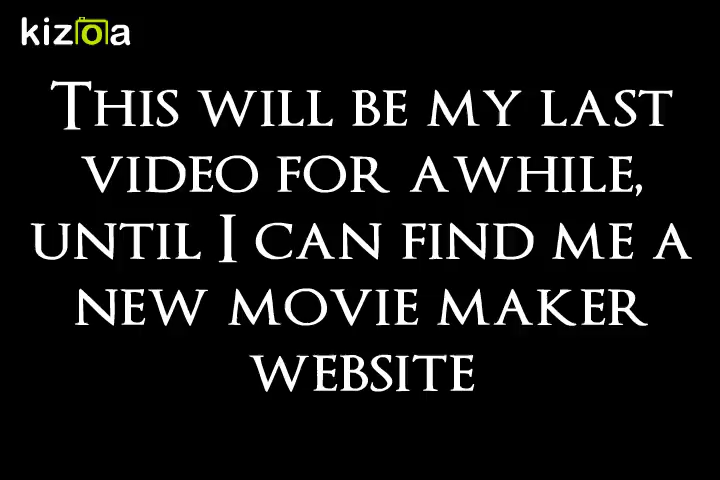 kizoa
This will be my last
video for awhile,
until I can find me a
new movie maker
website